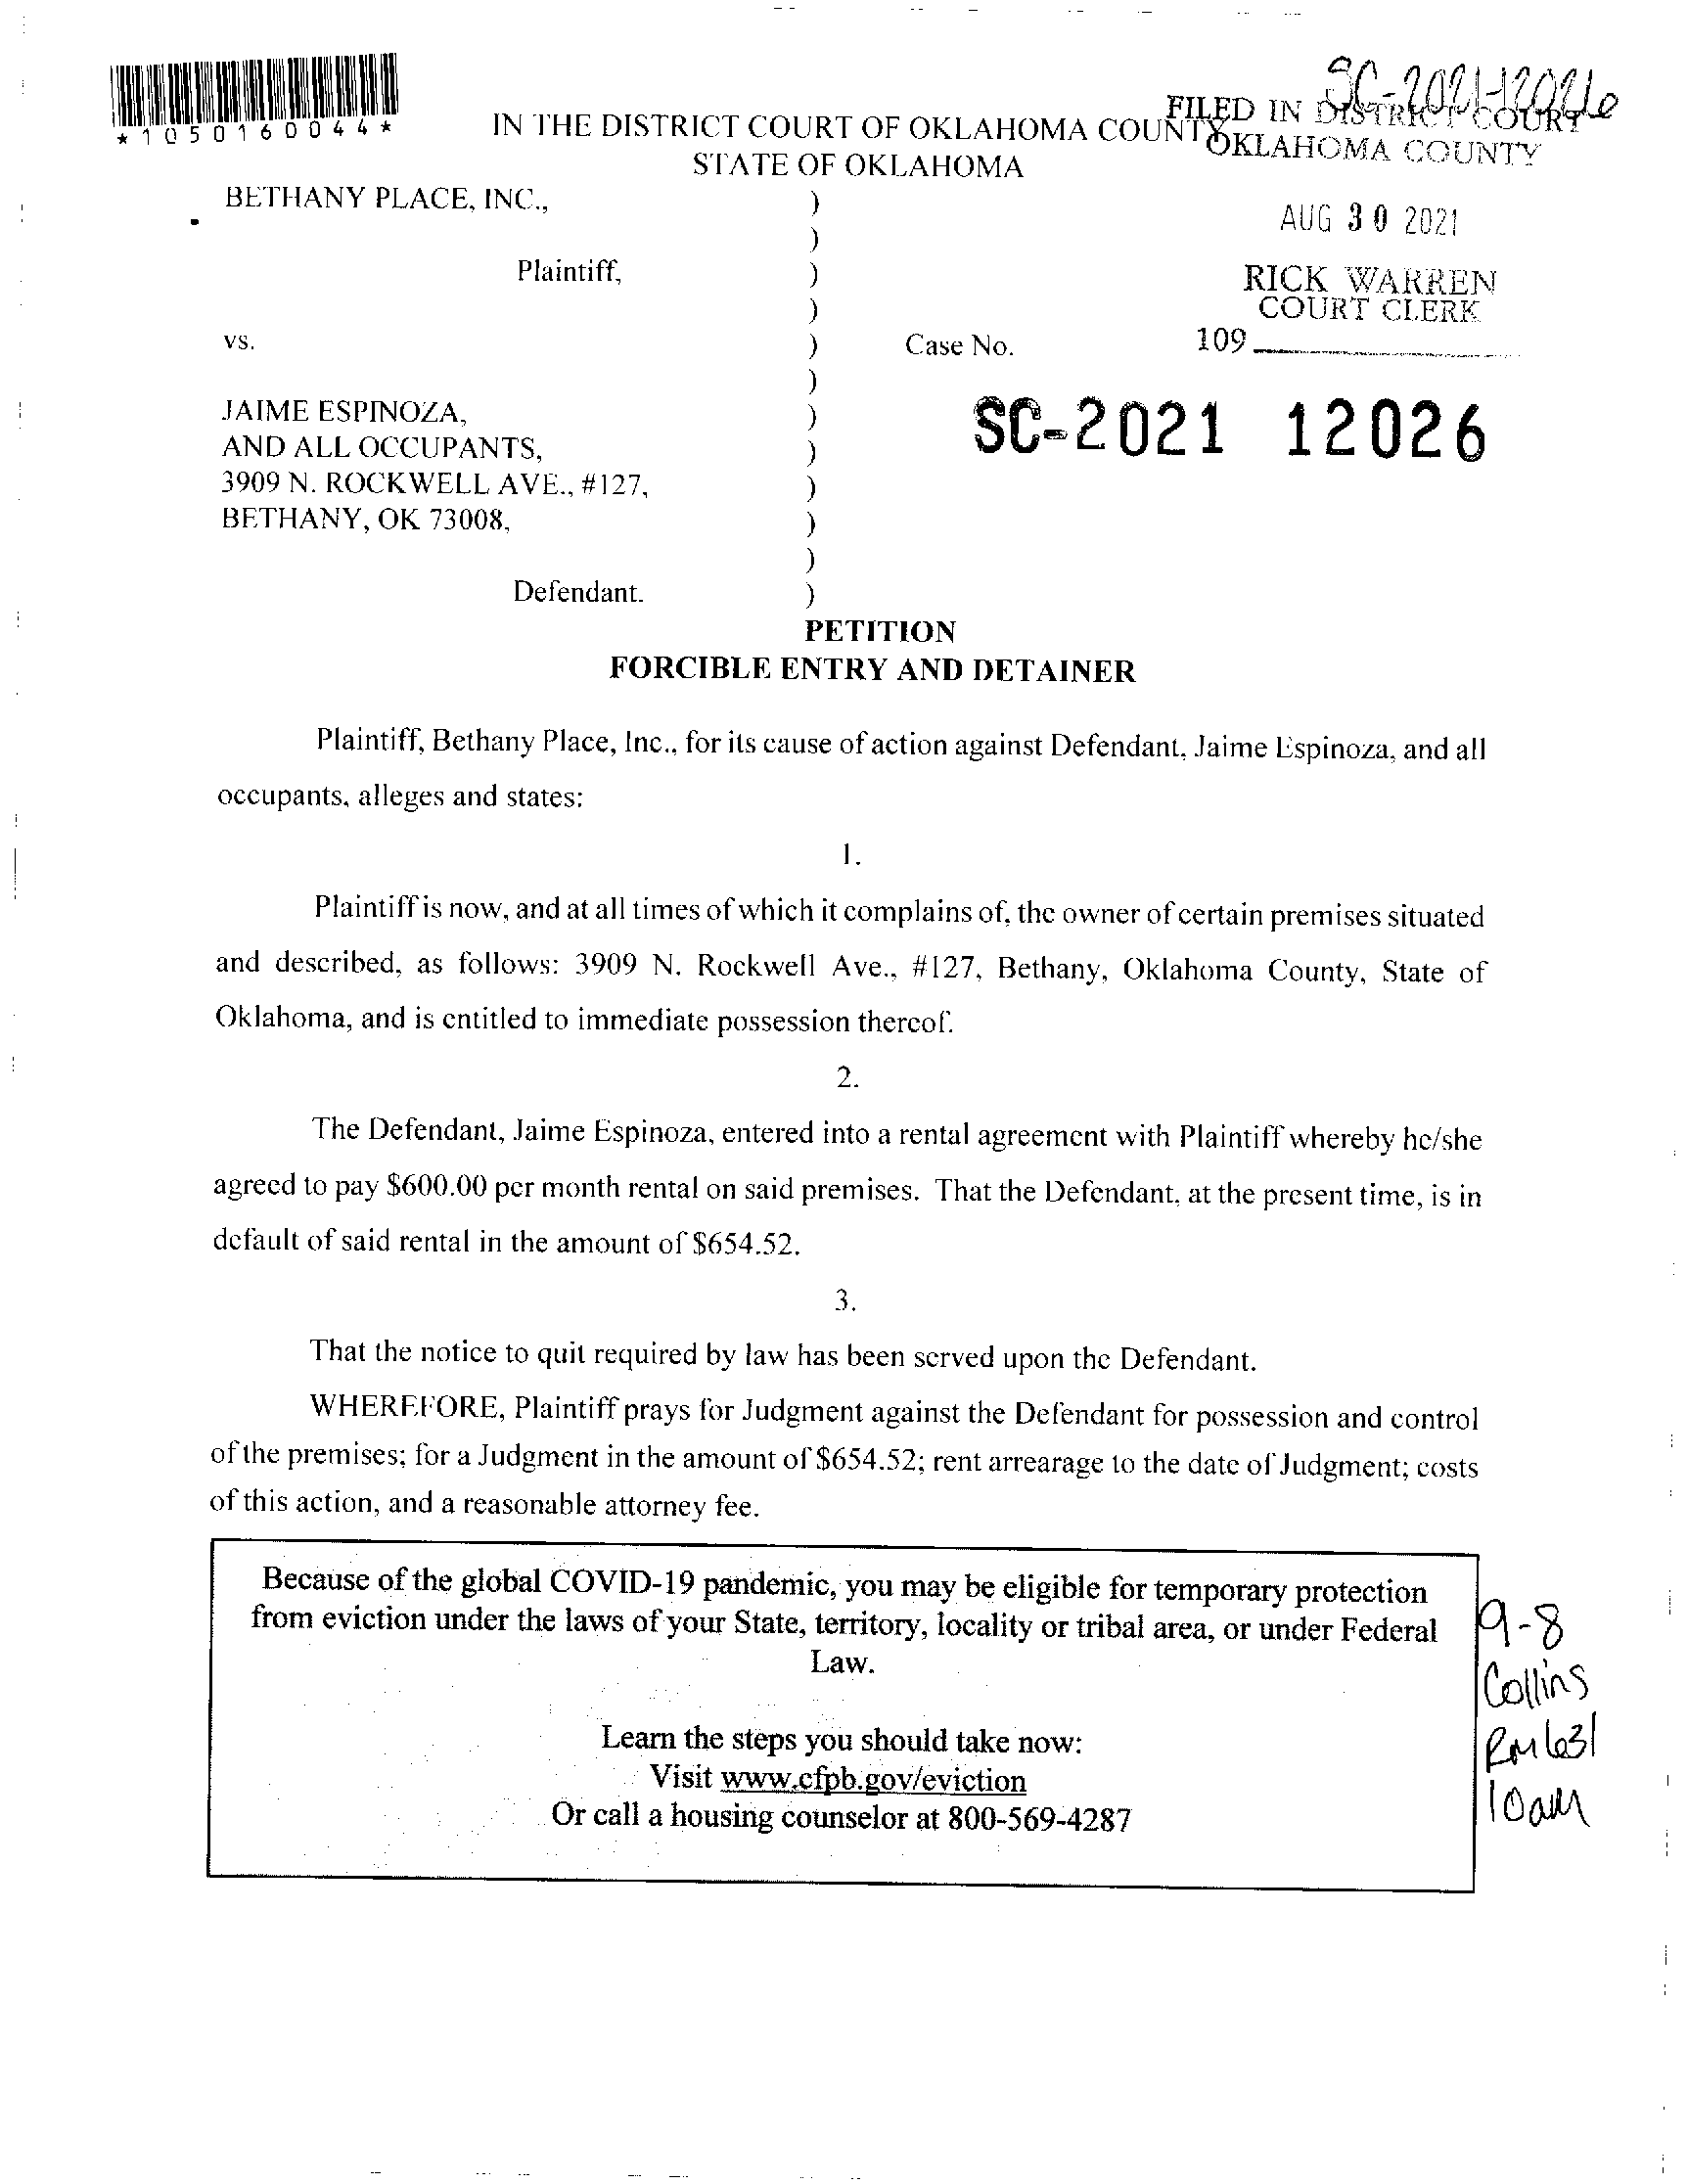 SC-2021-12026
*1050160044*
FILED IN DISTRICT COURT
OKLAHOMA COUNTY
IN THE DISTRICT COURT OF OKLAHOMA COUNTY
STATE OF OKLAHOMA
AUG 30 2021
RICK WARREN
COURT CLERK
109
BETHANY PLACE, INC., )
)
Plaintiff, )
)
vs. ) Case No.
)
JAIME ESPINOZA, ) SC-2021 12026
AND ALL OCCUPANTS, )
3909 N. ROCKWELL AVE., #127, )
BETHANY, OK 73008, )
)
Defendant. )
PETITION
FORCIBLE ENTRY AND DETAINER
Plaintiff, Bethany Place, Inc., for its cause of action against Defendant, Jaime Espinoza, and all
occupants, alleges and states:
1.
Plaintiff is now, and at all times of which it complains of, the owner of certain premises situated
and described, as follows: 3909 N. Rockwell Ave., #127, Bethany, Oklahoma County, State of
Oklahoma, and is entitled to immediate possession thereof.
2.
The Defendant, Jaime Espinoza, entered into a rental agreement with Plaintiff whereby he/she
agreed to pay $600.00 per month rental on said premises. That the Defendant, at the present time, is in
default of said rental in the amount of $654.52.
3.
That the notice to quit required by law has been served upon the Defendant.
WHEREFORE, Plaintiff prays for Judgment against the Defendant for possession and control
of the premises; for a Judgment in the amount of $654.52; rent arrearage to the date of Judgment; costs
of this action, and a reasonable attorney fee.
Because of the global COVID-19 pandemic, you may be eligible for temporary protection
from eviction under the laws of your State, territory, locality or tribal area, or under Federal
Law.
Learn the steps you should take now:
Visit www.cfpb.gov/eviction
Or call a housing counselor at 800-569-4287
9-8
Collins
RM 631
10am